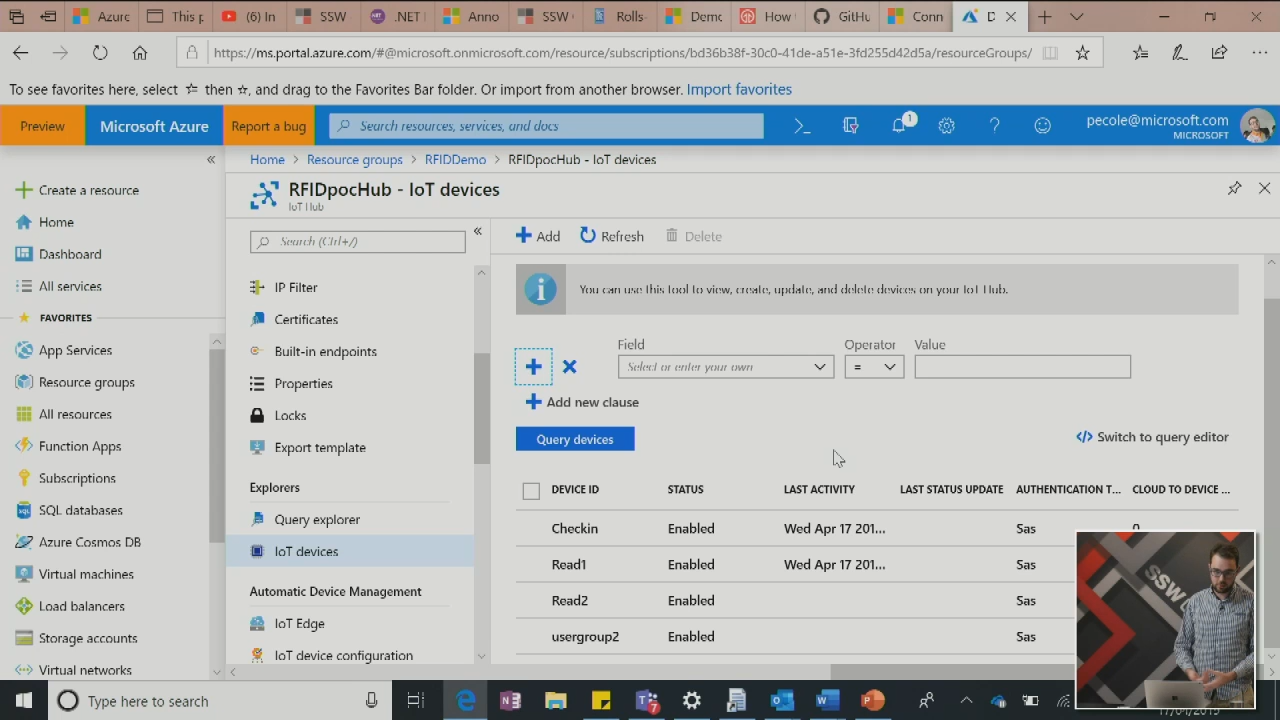 Azure
This p
(6) In
SSW
.NET
Anno
SSW
Rolls-
Demo
How
GitHu
Conn
D
https://ms.portal.azure.com/#@microsoft.onmicrosoft.com/resource/subscriptions/bd36b38f-30c0-41de-a51e-3fd255d42d5a/resourceGroups/
To see favorites here, select ☆ then ☆, and drag to the Favorites Bar folder. Or import from another browser. Import favorites
Preview
Microsoft Azure
Report a bug
Search resources, services, and docs
1
pecole@microsoft.com
MICROSOFT
Home > Resource groups > RFIDDemo > RFIDpocHub - IoT devices
Create a resource
Home
Dashboard
All services
FAVORITES
App Services
Resource groups
All resources
Function Apps
Subscriptions
SQL databases
Azure Cosmos DB
Virtual machines
Load balancers
Storage accounts
Virtual networks
RFIDpocHub - IoT devices
IoT Hub
Search (Ctrl+/)
IP Filter
Certificates
Built-in endpoints
Properties
Locks
Export template
Explorers
Query explorer
IoT devices
Automatic Device Management
IoT Edge
IoT device configuration
Add
Refresh
Delete
You can use this tool to view, create, update, and delete devices on your IoT Hub.
Field
Operator
Value
Select or enter your own
=
Add new clause
Query devices
Switch to query editor
DEVICE ID STATUS LAST ACTIVITY LAST STATUS UPDATE AUTHENTICATION T... CLOUD TO DEVICE ...
Checkin Enabled Wed Apr 17 201... Sas 0
Read1 Enabled Wed Apr 17 201... Sas
Read2 Enabled Sas
usergroup2 Enabled Sas
SSW
Type here to search
17/04/2019